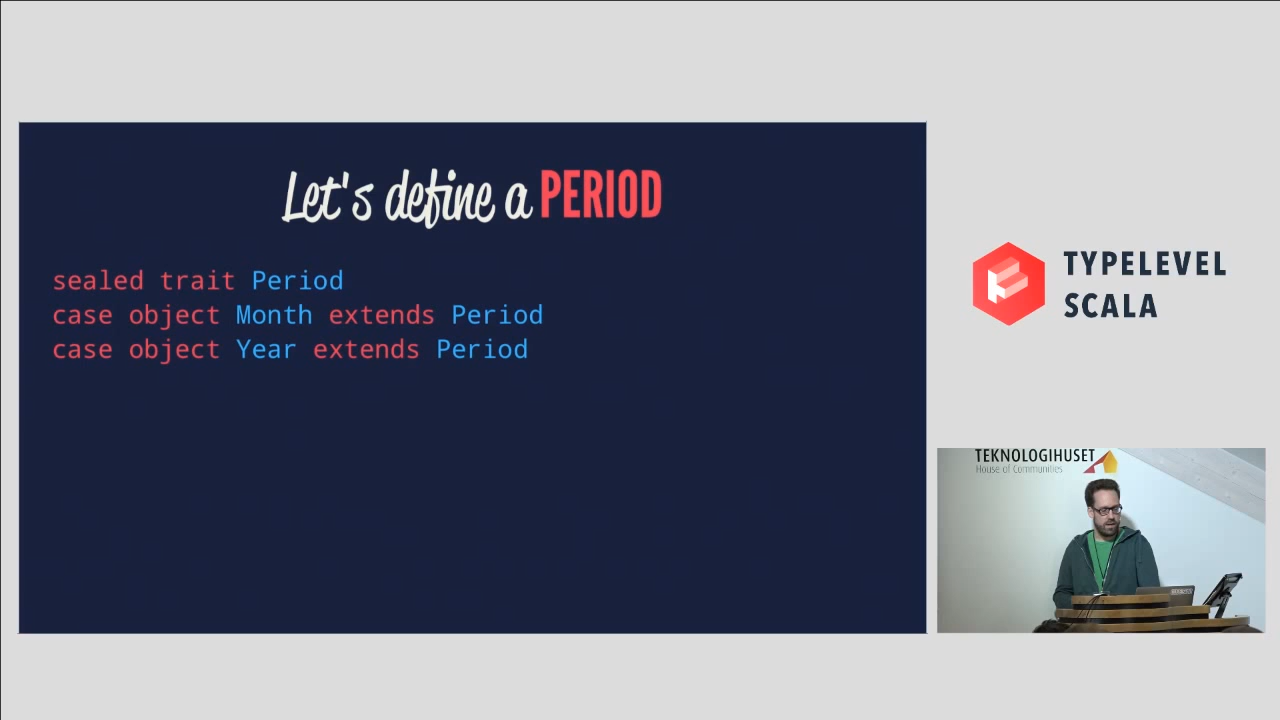 Let's define a PERIOD
sealed trait Period
case object Month extends Period
case object Year extends Period
TYPELEVEL
SCALA
TEKNOLOGIHUSET
House of Communities